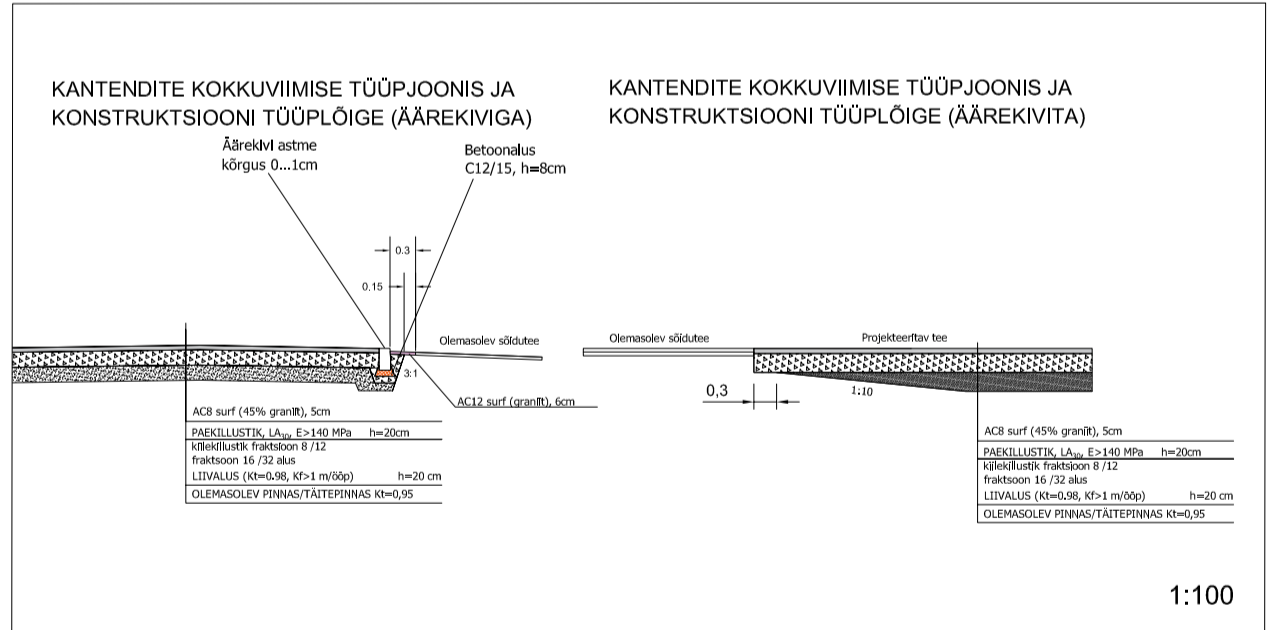 KANTENDITE KOKKUVIIMISE TÜÜPJOONIS JA
KONSTRUKTSIOONI TÜÜPLÕIGE (ÄÄREKIVIGA)
Äärekivi astme
kõrgus 0...1cm
Betoonalus
C12/15, h=8cm
0.3
0.15
Olemasolev sõidutee
3:1
AC12 surf (graniit), 6cm
AC8 surf (45% graniit), 5cm
PAEKILLUSTIK, LA30, E>140 MPa h=20cm
kiilekillustik fraktsioon 8 /12
fraktsoon 16 /32 alus
LIIVALUS (Kt=0.98, Kf>1 m/ööp) h=20 cm
OLEMASOLEV PINNAS/TÄITEPINNAS Kt=0,95
KANTENDITE KOKKUVIIMISE TÜÜPJOONIS JA
KONSTRUKTSIOONI TÜÜPLÕIGE (ÄÄREKIVITA)
Olemasolev sõidutee
Projekteeritav tee
0,3
1:10
AC8 surf (45% graniit), 5cm
PAEKILLUSTIK, LA30, E>140 MPa h=20cm
kiilekillustik fraktsioon 8 /12
fraktsoon 16 /32 alus
LIIVALUS (Kt=0.98, Kf>1 m/ööp) h=20 cm
OLEMASOLEV PINNAS/TÄITEPINNAS Kt=0,95
1:100